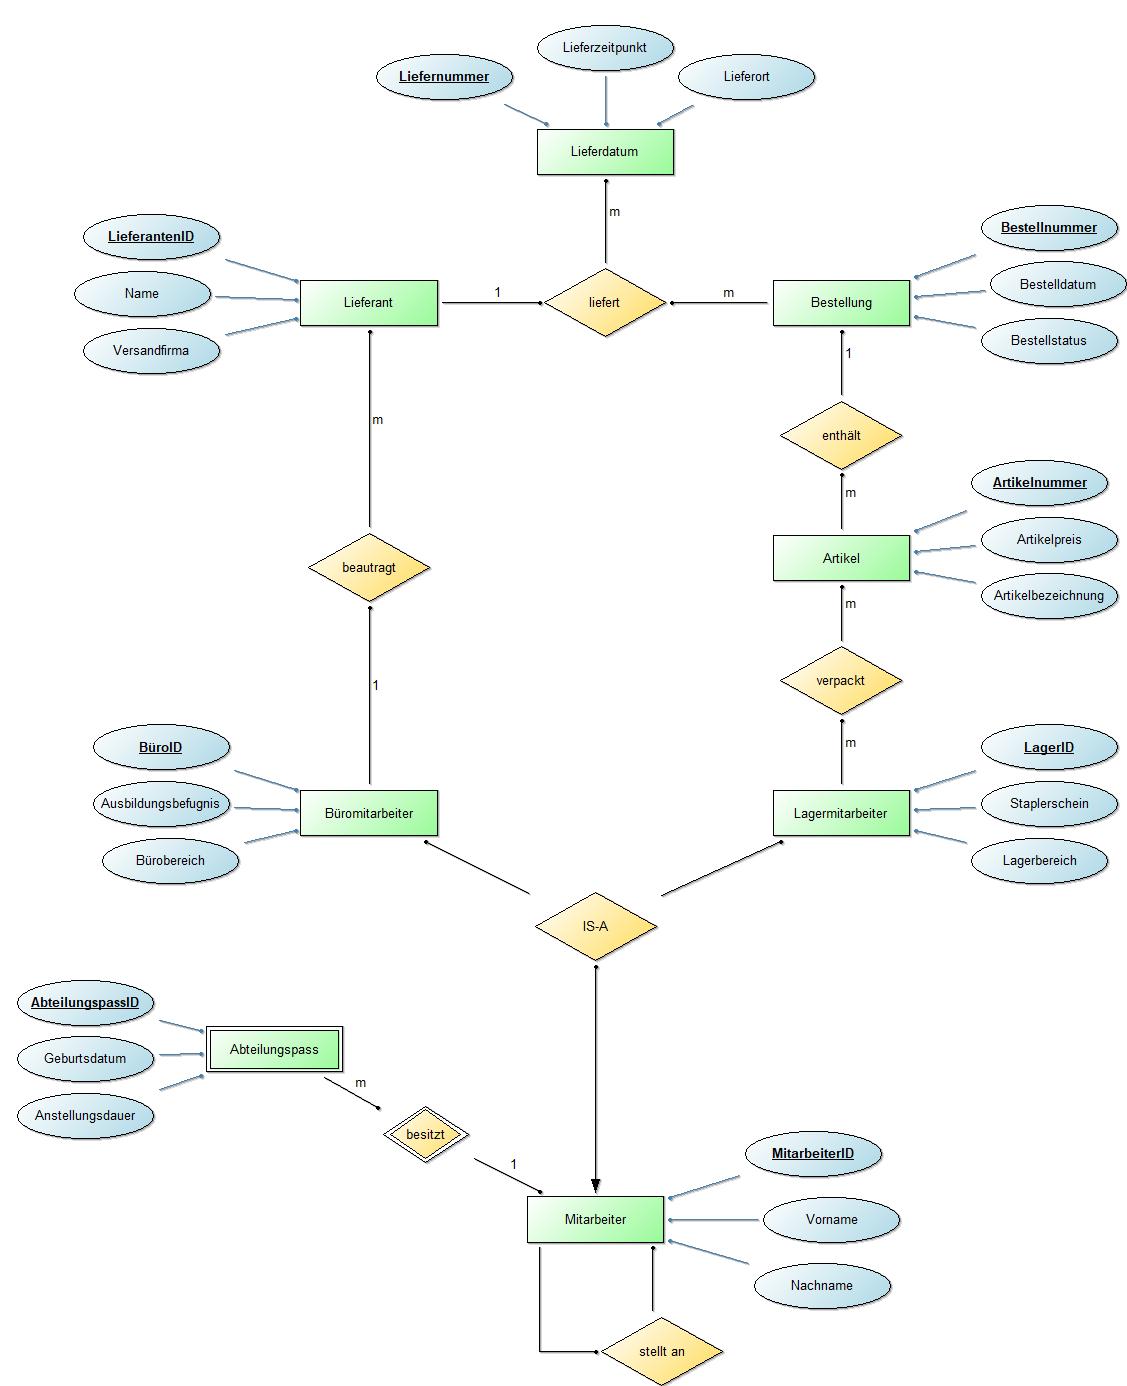 Lieferzeitpunkt
Liefernummer
Lieferort
Lieferdatum
m
LieferantenID
Bestellnummer
Name
Lieferant
1
liefert
m
Bestellung
Bestelldatum
Versandfirma
Bestellstatus
1
m
enthält
Artikelnummer
m
Artikelpreis
beautragt
Artikel
Artikelbezeichnung
m
verpackt
1
m
BüroID
LagerID
Ausbildungsbefugnis
Büromitarbeiter
Lagermitarbeiter
Staplerschein
Bürobereich
Lagerbereich
IS-A
AbteilungspassID
Abteilungspass
Geburtsdatum
m
Anstellungsdauer
besitzt
1
MitarbeiterID
Mitarbeiter
Vorname
Nachname
stellt an